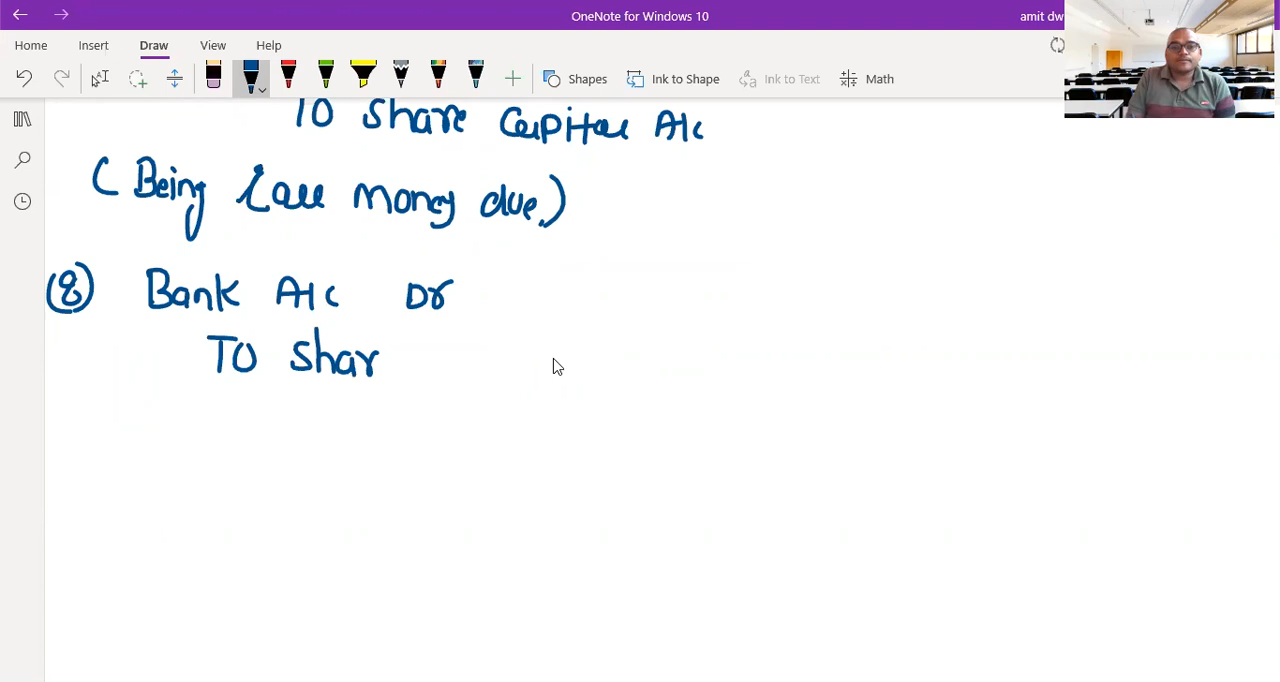 OneNote for Windows 10
amit dw
Home Insert Draw View Help
Shapes Ink to Shape Ink to Text Math
To Share Capital A/c
(Being Call Money due.)
(8) Bank A/c Dr
To Shar